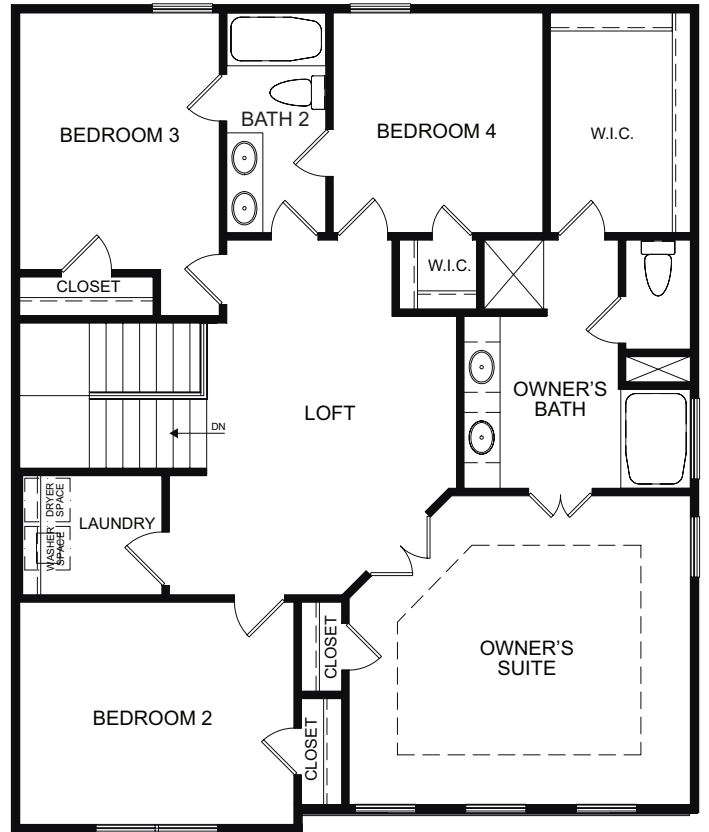 BATH 2
BEDROOM 3
BEDROOM 4
W.I.C.
W.I.C.
CLOSET
OWNER'S
BATH
LOFT
DN
DRYER
SPACE
WASHER
SPACE
LAUNDRY
CLOSET
OWNER'S
SUITE
BEDROOM 2
CLOSET